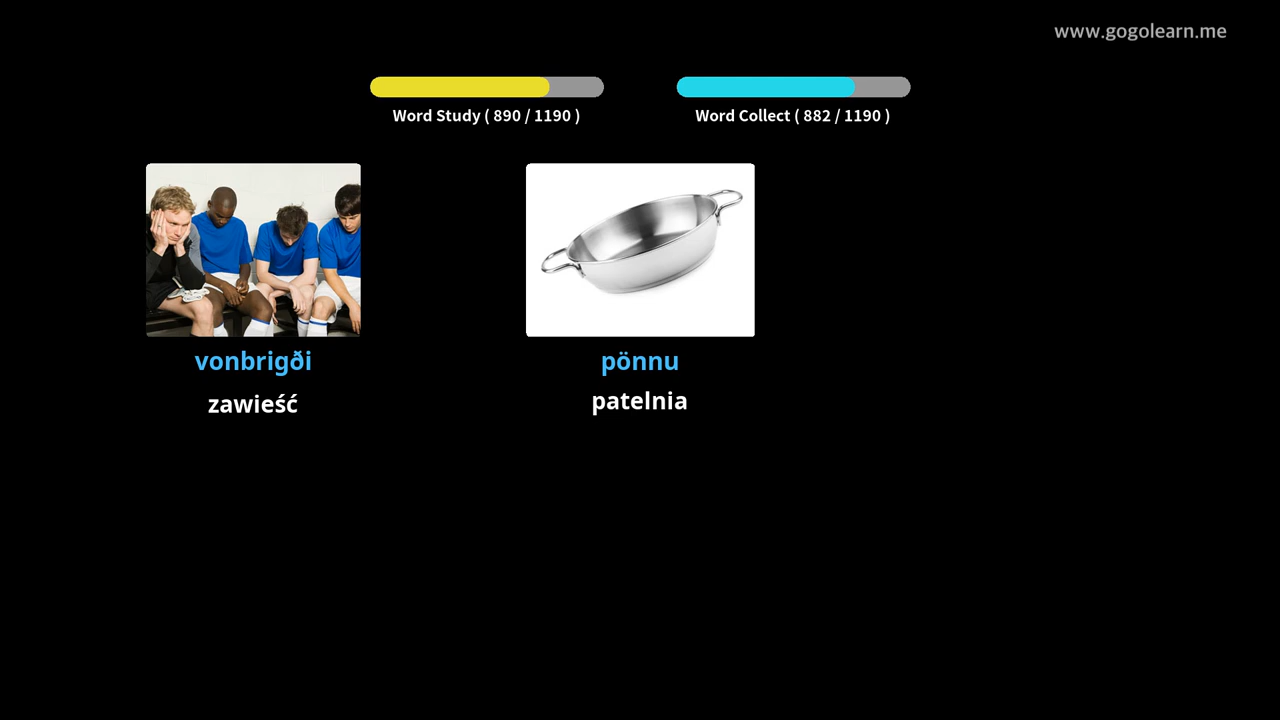 www.gogolearn.me
Word Study ( 890 / 1190 )
Word Collect ( 882 / 1190 )
vonbrigði
zawieść
pönnu
patelnia